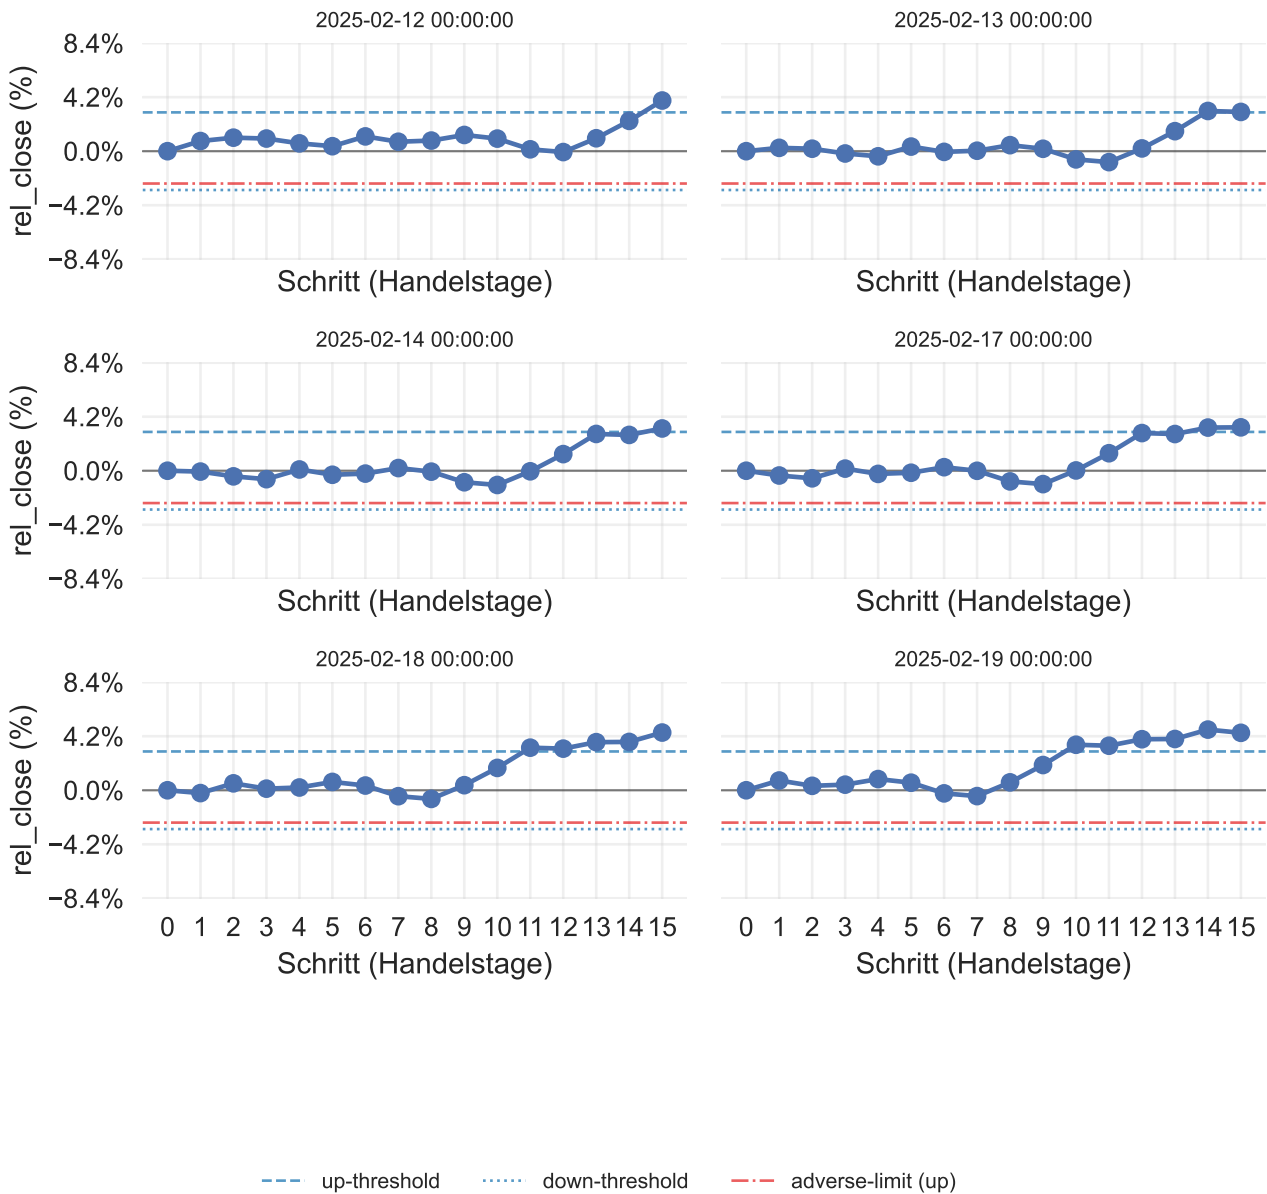 2025-02-12 00:00:00
2025-02-13 00:00:00
8.4%
4.2%
0.0%
−4.2%
−8.4%
rel_close (%)
Schritt (Handelstage)
Schritt (Handelstage)
2025-02-14 00:00:00
2025-02-17 00:00:00
8.4%
4.2%
0.0%
−4.2%
−8.4%
rel_close (%)
Schritt (Handelstage)
Schritt (Handelstage)
2025-02-18 00:00:00
2025-02-19 00:00:00
8.4%
4.2%
0.0%
−4.2%
−8.4%
rel_close (%)
0 1 2 3 4 5 6 7 8 9 10 11 12 13 14 15
0 1 2 3 4 5 6 7 8 9 10 11 12 13 14 15
Schritt (Handelstage)
Schritt (Handelstage)
up-threshold
down-threshold
adverse-limit (up)